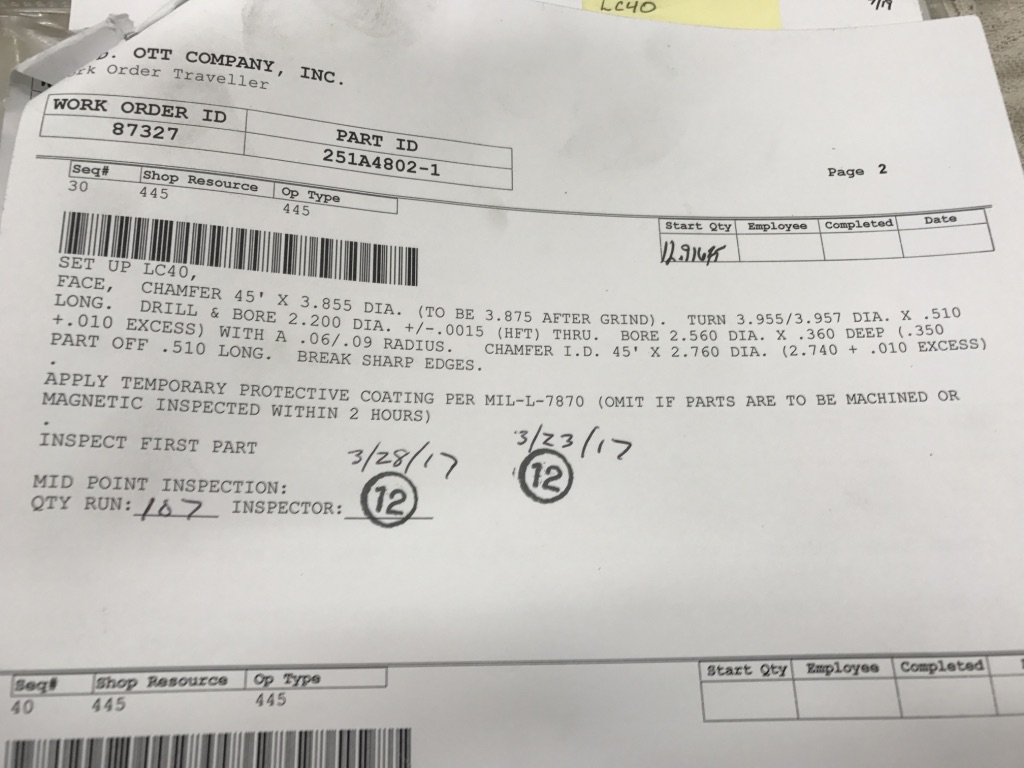 LC40
OTT COMPANY, INC.
Order Traveller
WORK ORDER ID
87327
PART ID
251A4802-1
Page 2
Seq# Shop Resource Op Type
30 445 445
Start Qty Employee Completed Date
SET UP LC40,
FACE, CHAMFER 45' X 3.855 DIA. (TO BE 3.875 AFTER GRIND). TURN 3.955/3.957 DIA. X .510
LONG. DRILL & BORE 2.200 DIA. +/-.0015 (HFT) THRU. BORE 2.560 DIA. X .360 DEEP (.350
+.010 EXCESS) WITH A .06/.09 RADIUS. CHAMFER I.D. 45' X 2.760 DIA. (2.740 + .010 EXCESS)
PART OFF .510 LONG. BREAK SHARP EDGES.
.
APPLY TEMPORARY PROTECTIVE COATING PER MIL-L-7870 (OMIT IF PARTS ARE TO BE MACHINED OR
MAGNETIC INSPECTED WITHIN 2 HOURS)
.
INSPECT FIRST PART 3/28/17 3/23/17
12
MID POINT INSPECTION:
QTY RUN: 107 INSPECTOR: 12
Seq# Shop Resource Op Type
40 445 445
Start Qty Employee Completed